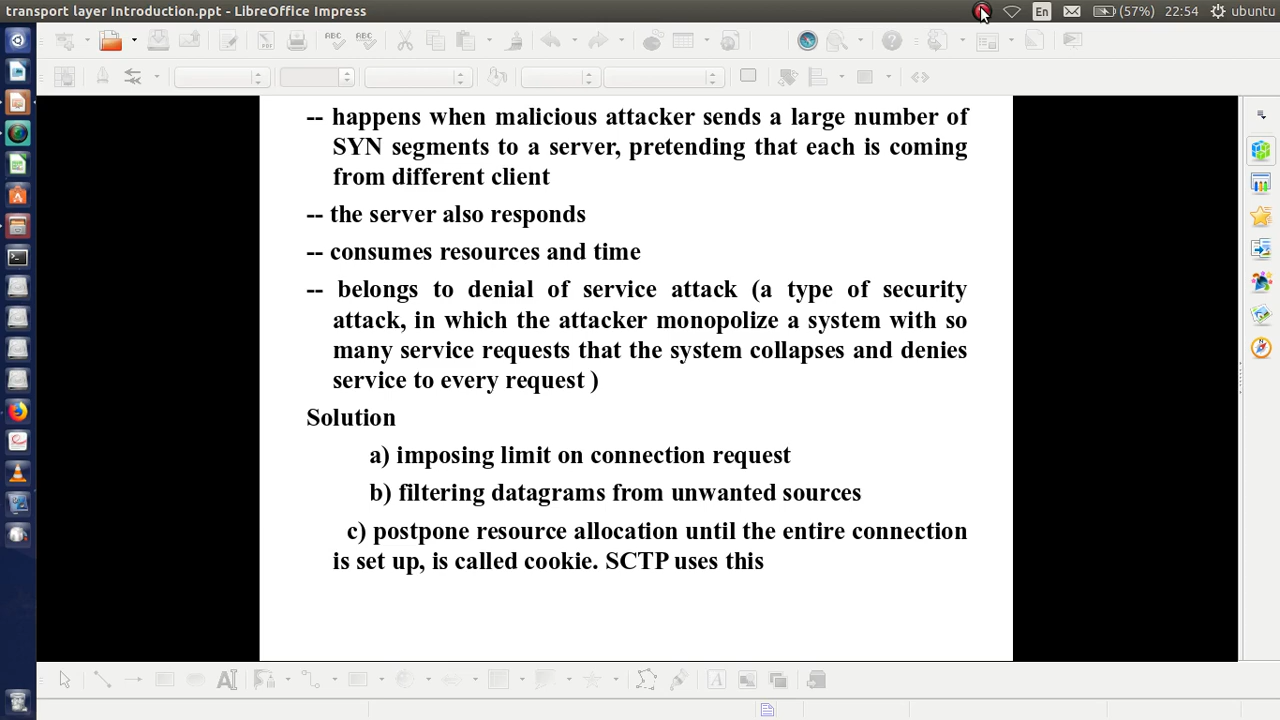 transport layer Introduction.ppt - LibreOffice Impress
En
(57%)
22:54
ubuntu
-- happens when malicious attacker sends a large number of
SYN segments to a server, pretending that each is coming
from different client
-- the server also responds
-- consumes resources and time
-- belongs to denial of service attack (a type of security
attack, in which the attacker monopolize a system with so
many service requests that the system collapses and denies
service to every request )
Solution
a) imposing limit on connection request
b) filtering datagrams from unwanted sources
c) postpone resource allocation until the entire connection
is set up, is called cookie. SCTP uses this